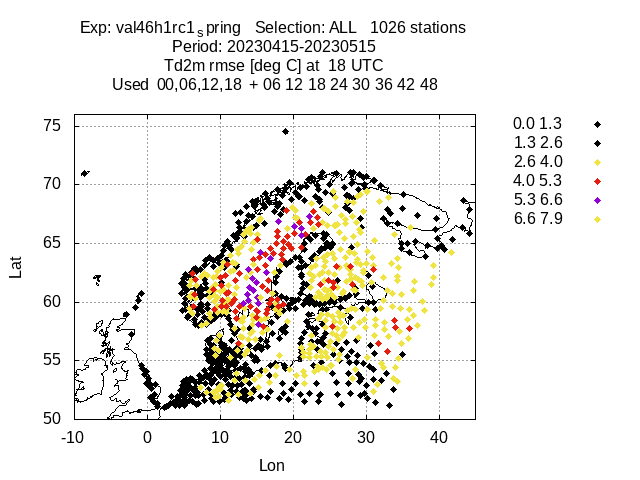 Exp: val46h1rc1spring   Selection: ALL   1026 stations
Period: 20230415-20230515
Td2m rmse [deg C] at  18 UTC
Used  00,06,12,18  + 06 12 18 24 30 36 42 48
0.0 1.3
1.3 2.6
2.6 4.0
4.0 5.3
5.3 6.6
6.6 7.9
75
70
65
60
55
50
Lat
-10 0 10 20 30 40
Lon